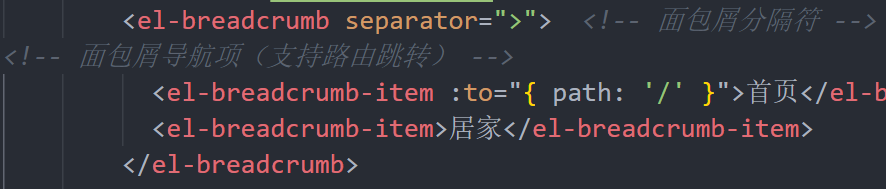 <el-breadcrumb separator=">"> <!-- 面包屑分隔符 -->
<!-- 面包屑导航项（支持路由跳转） -->
<el-breadcrumb-item :to="{ path: '/' }">首页</el-b
<el-breadcrumb-item>居家</el-breadcrumb-item>
</el-breadcrumb>